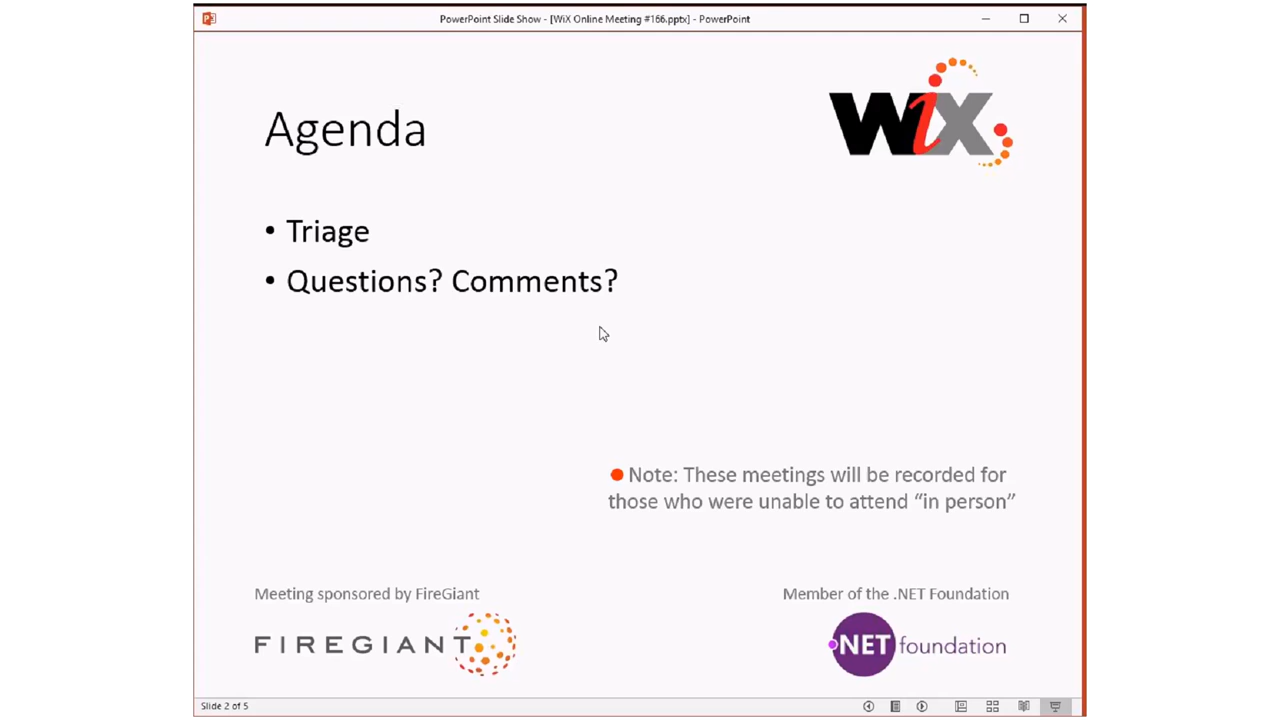 PowerPoint Slide Show - [WiX Online Meeting #166.pptx] - PowerPoint
WiX
Agenda
• Triage
• Questions? Comments?
Note: These meetings will be recorded for
those who were unable to attend “in person”
Meeting sponsored by FireGiant
FIREGIANT
Member of the .NET Foundation
.NET foundation
Slide 2 of 5